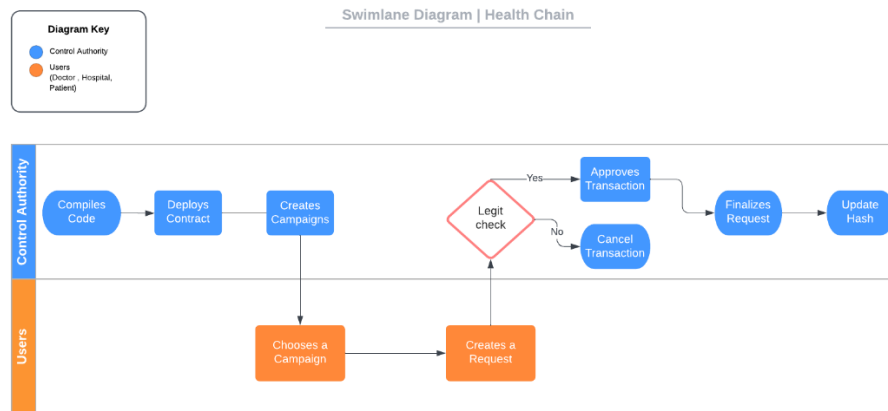 Swimlane Diagram | Health Chain
Diagram Key
Control Authority
Users
(Doctor , Hospital,
Patient)
Control Authority
Compiles
Code
Deploys
Contract
Creates
Campaigns
Legit
check
Yes
No
Approves
Transaction
Cancel
Transaction
Finalizes
Request
Update
Hash
Users
Chooses a
Campaign
Creates a
Request